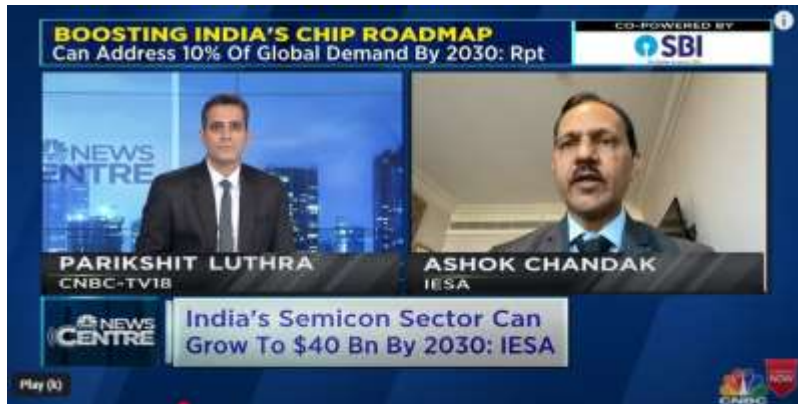 BOOSTING INDIA'S CHIP ROADMAP
Can Address 10% Of Global Demand By 2030: Rpt
CO-POWERED BY
SBI
NEWS
CENTRE
PARIKSHIT LUTHRA
CNBC-TV18
ASHOK CHANDAK
IESA
NEWS
CENTRE
India's Semicon Sector Can
Grow To $40 Bn By 2030: IESA
Play (k)
CNBC
NOW